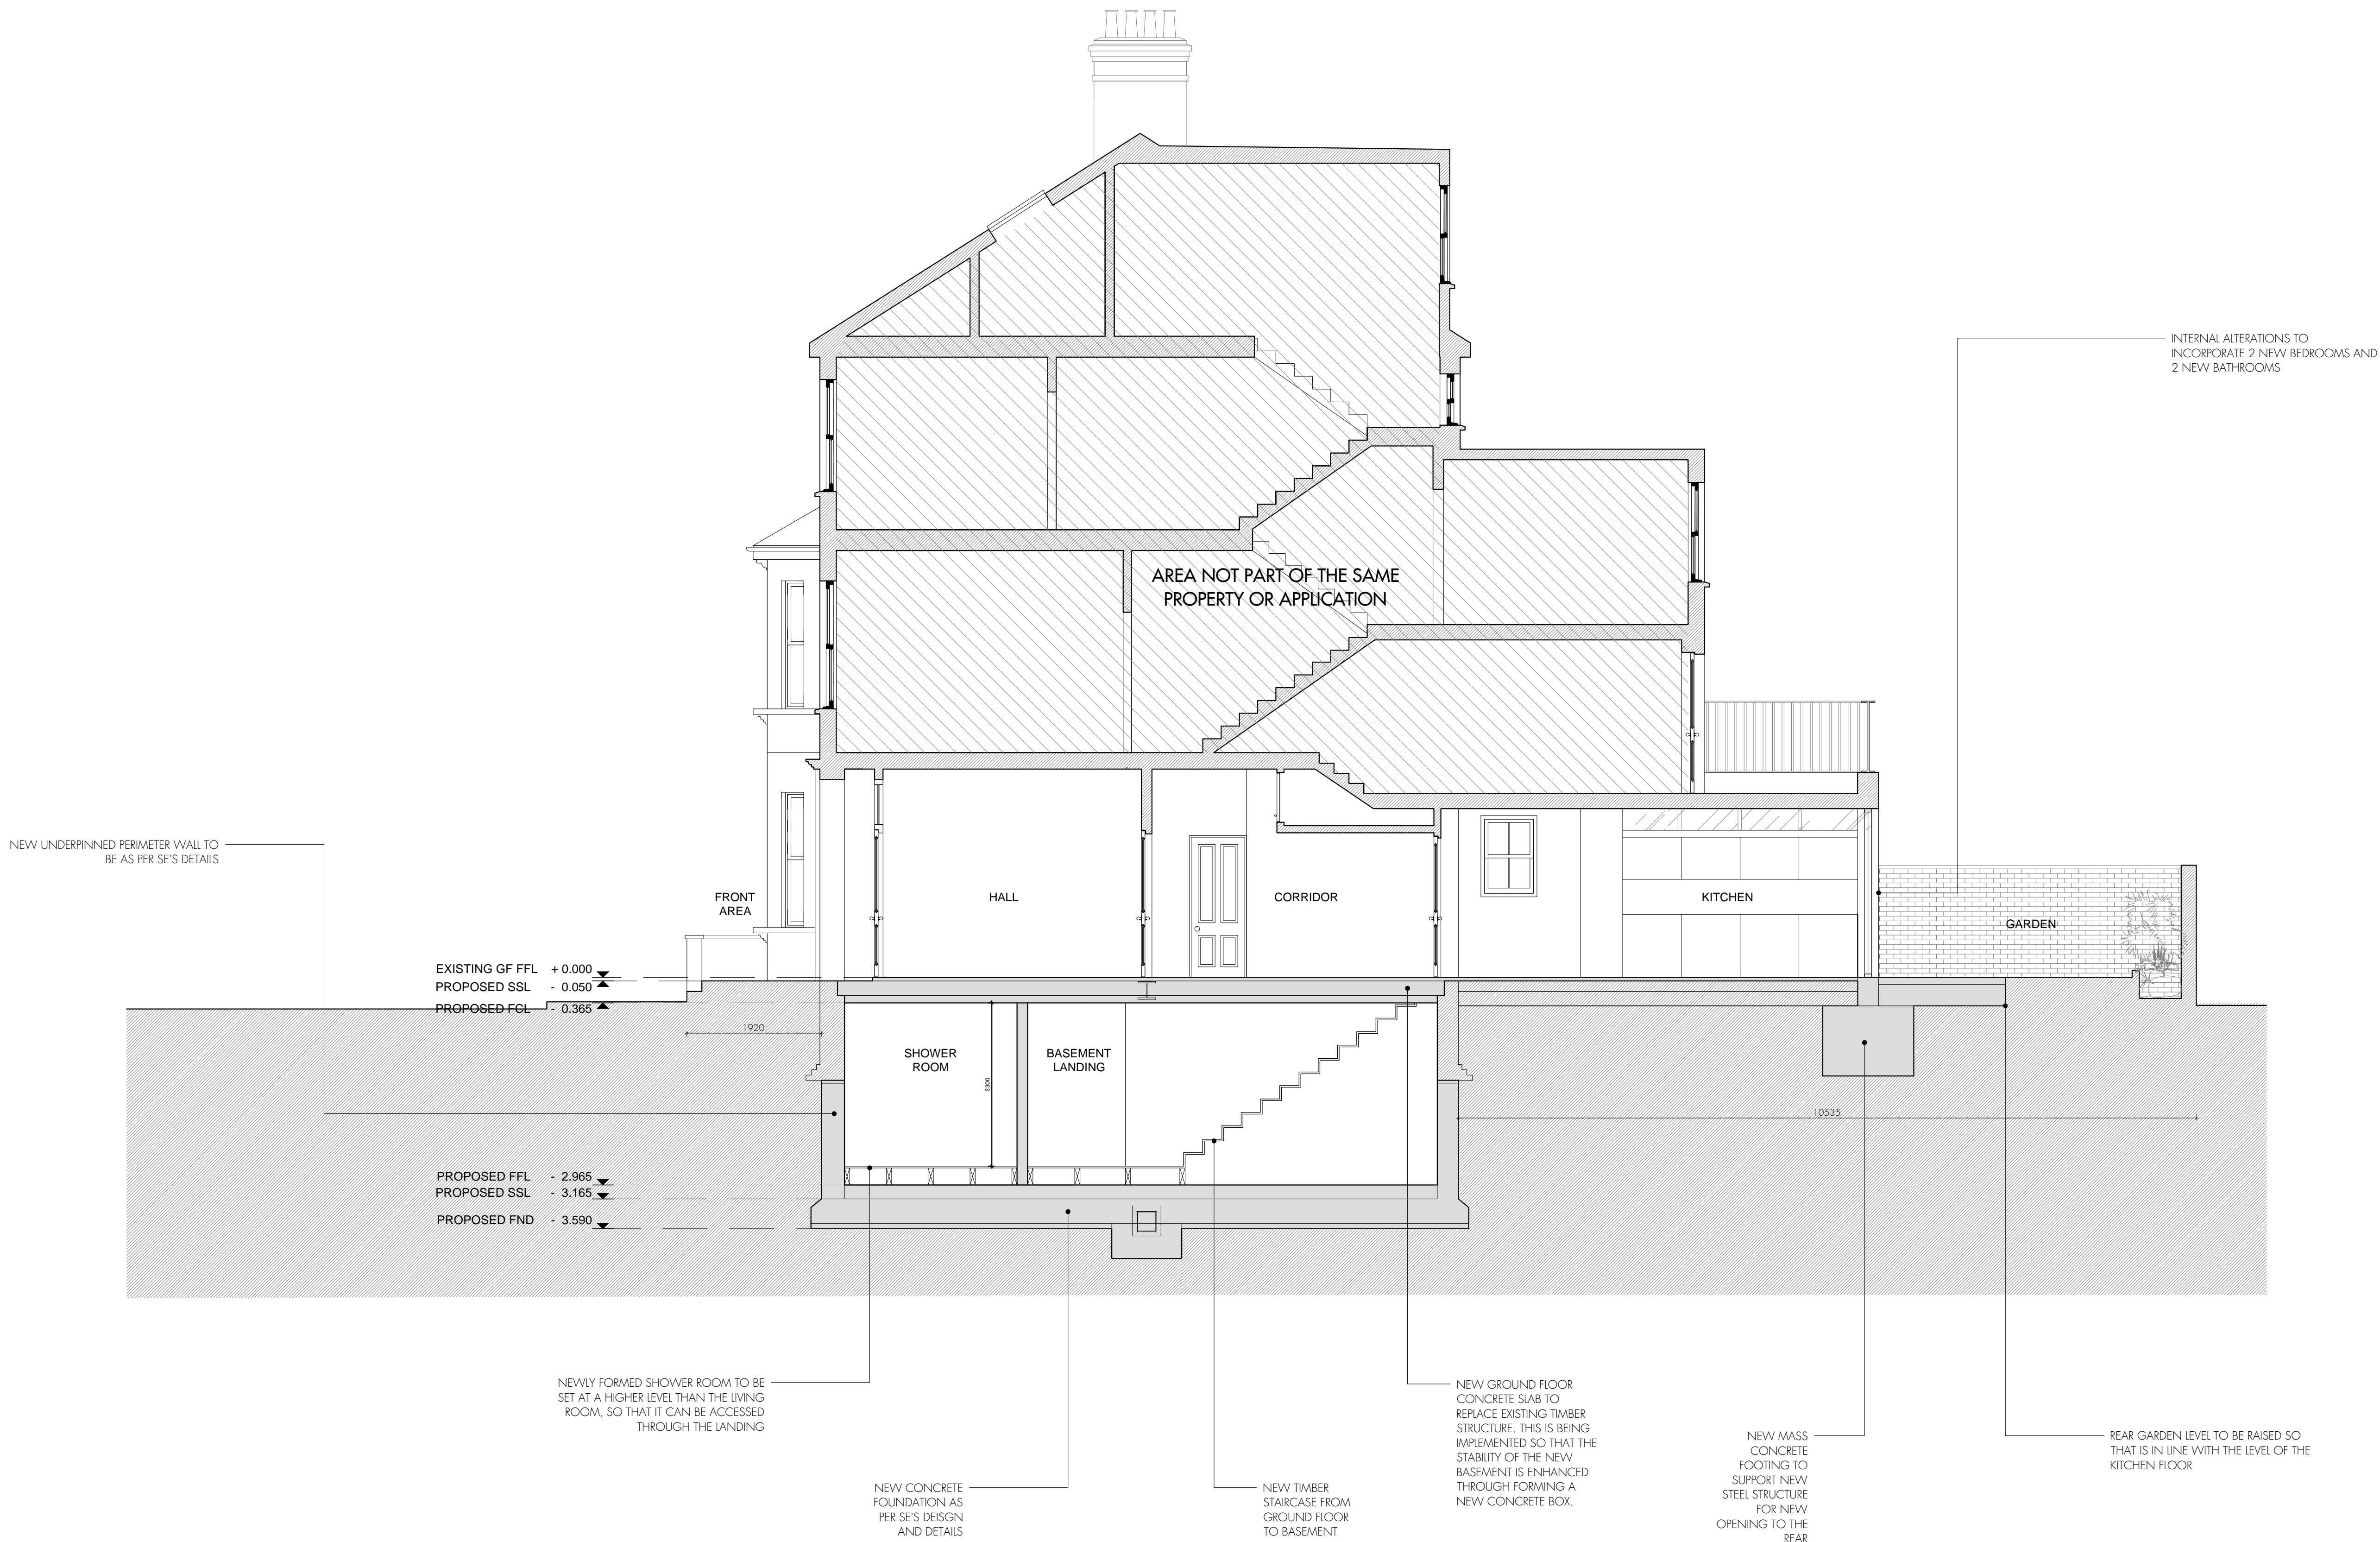 INTERNAL ALTERATIONS TO
INCORPORATE 2 NEW BEDROOMS AND
2 NEW BATHROOMS
AREA NOT PART OF THE SAME
PROPERTY OR APPLICATION
NEW UNDERPINNED PERIMETER WALL TO
BE AS PER SE'S DETAILS
FRONT
AREA
HALL
CORRIDOR
KITCHEN
GARDEN
EXISTING GF FFL + 0.000
PROPOSED SSL - 0.050
PROPOSED FCL - 0.365
1920
SHOWER
ROOM
2300
BASEMENT
LANDING
10535
PROPOSED FFL - 2.965
PROPOSED SSL - 3.165
PROPOSED FND - 3.590
NEWLY FORMED SHOWER ROOM TO BE
SET AT A HIGHER LEVEL THAN THE LIVING
ROOM, SO THAT IT CAN BE ACCESSED
THROUGH THE LANDING
NEW CONCRETE
FOUNDATION AS
PER SE'S DEISGN
AND DETAILS
NEW TIMBER
STAIRCASE FROM
GROUND FLOOR
TO BASEMENT
NEW GROUND FLOOR
CONCRETE SLAB TO
REPLACE EXISTING TIMBER
STRUCTURE. THIS IS BEING
IMPLEMENTED SO THAT THE
STABILITY OF THE NEW
BASEMENT IS ENHANCED
THROUGH FORMING A
NEW CONCRETE BOX.
NEW MASS
CONCRETE
FOOTING TO
SUPPORT NEW
STEEL STRUCTURE
FOR NEW
OPENING TO THE
REAR
REAR GARDEN LEVEL TO BE RAISED SO
THAT IS IN LINE WITH THE LEVEL OF THE
KITCHEN FLOOR